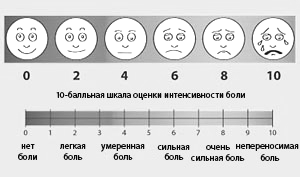 0 2 4 6 8 10
10-балльная шкала оценки интенсивности боли
0 1 2 3 4 5 6 7 8 9 10
нет легкая умеренная сильная очень непереносимая
боли боль боль боль сильная боль боль